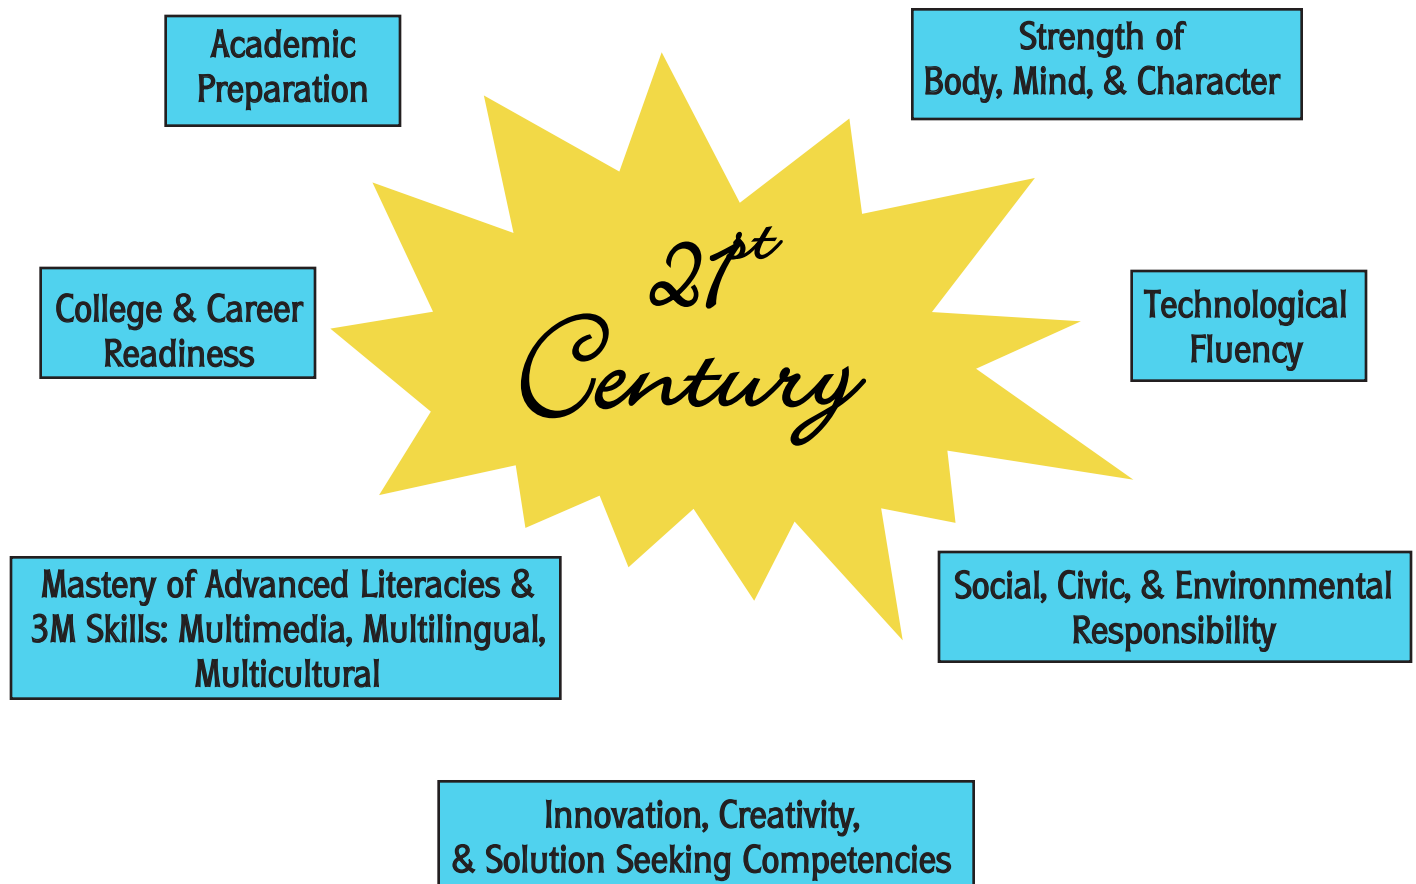 Academic
Preparation
Strength of
Body, Mind, & Character
21st
Century
College & Career
Readiness
Technological
Fluency
Mastery of Advanced Literacies &
3M Skills: Multimedia, Multilingual,
Multicultural
Social, Civic, & Environmental
Responsibility
Innovation, Creativity,
& Solution Seeking Competencies